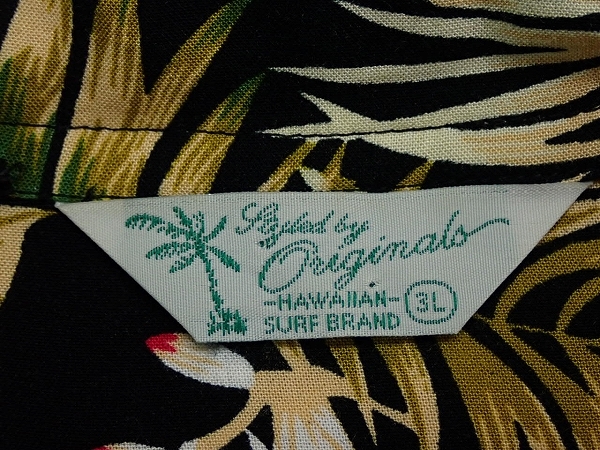 Styled by
Originals
-HAWAIIAN-
SURF BRAND
3L